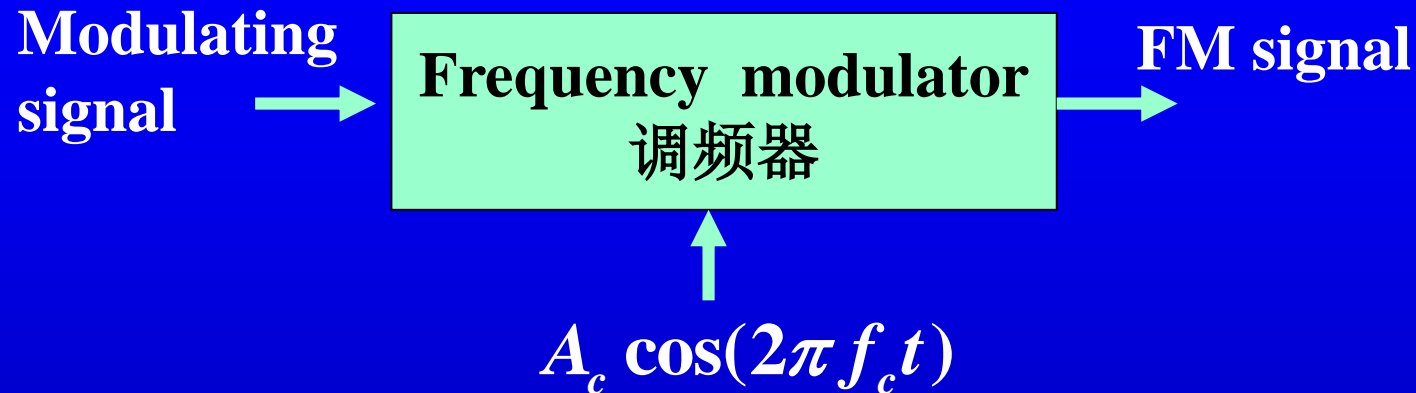 Modulating
signal
Frequency modulator
调频器
FM signal
A_c cos(2π f_c t)